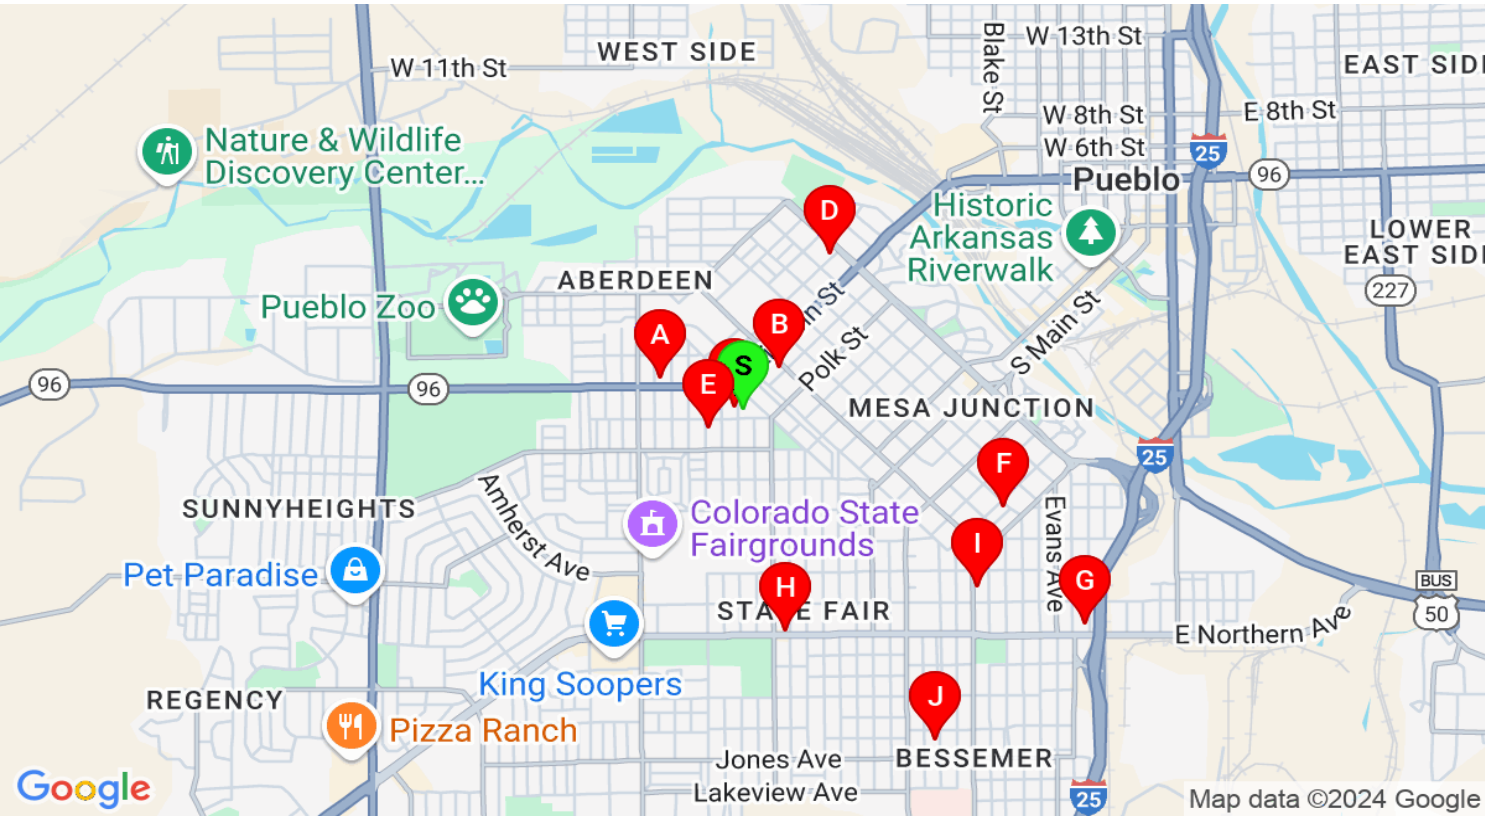 WEST SIDE
W 11th St
Blake St
W 13th St
EAST SIDE
W 8th St
E 8th St
W 6th St
25
Nature & Wildlife
Discovery Center...
Pueblo
96
Historic
Arkansas
Riverwalk
D
LOWER
EAST SIDE
227
ABERDEEN
Pueblo Zoo
A
B
in St
S Main St
Polk St
S
E
96
96
MESA JUNCTION
F
25
SUNNYHEIGHTS
Amherst Ave
Colorado State
Fairgrounds
Evans Ave
I
G
Pet Paradise
H
STATE FAIR
BUS
50
E Northern Ave
King Soopers
REGENCY
J
Pizza Ranch
Jones Ave
BESSEMER
Lakeview Ave
25
Google
Map data ©2024 Google